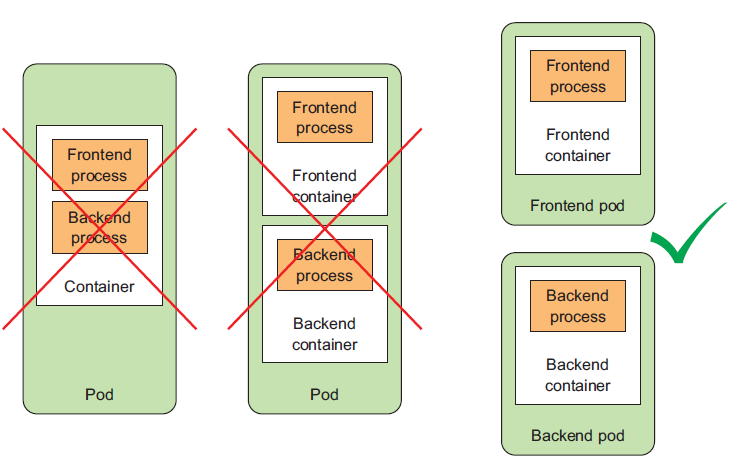 Frontend
process
Backend
process
Container
Pod
Frontend
process
Frontend
container
Backend
process
Backend
container
Pod
Frontend
process
Frontend
container
Frontend pod
Backend
process
Backend
container
Backend pod